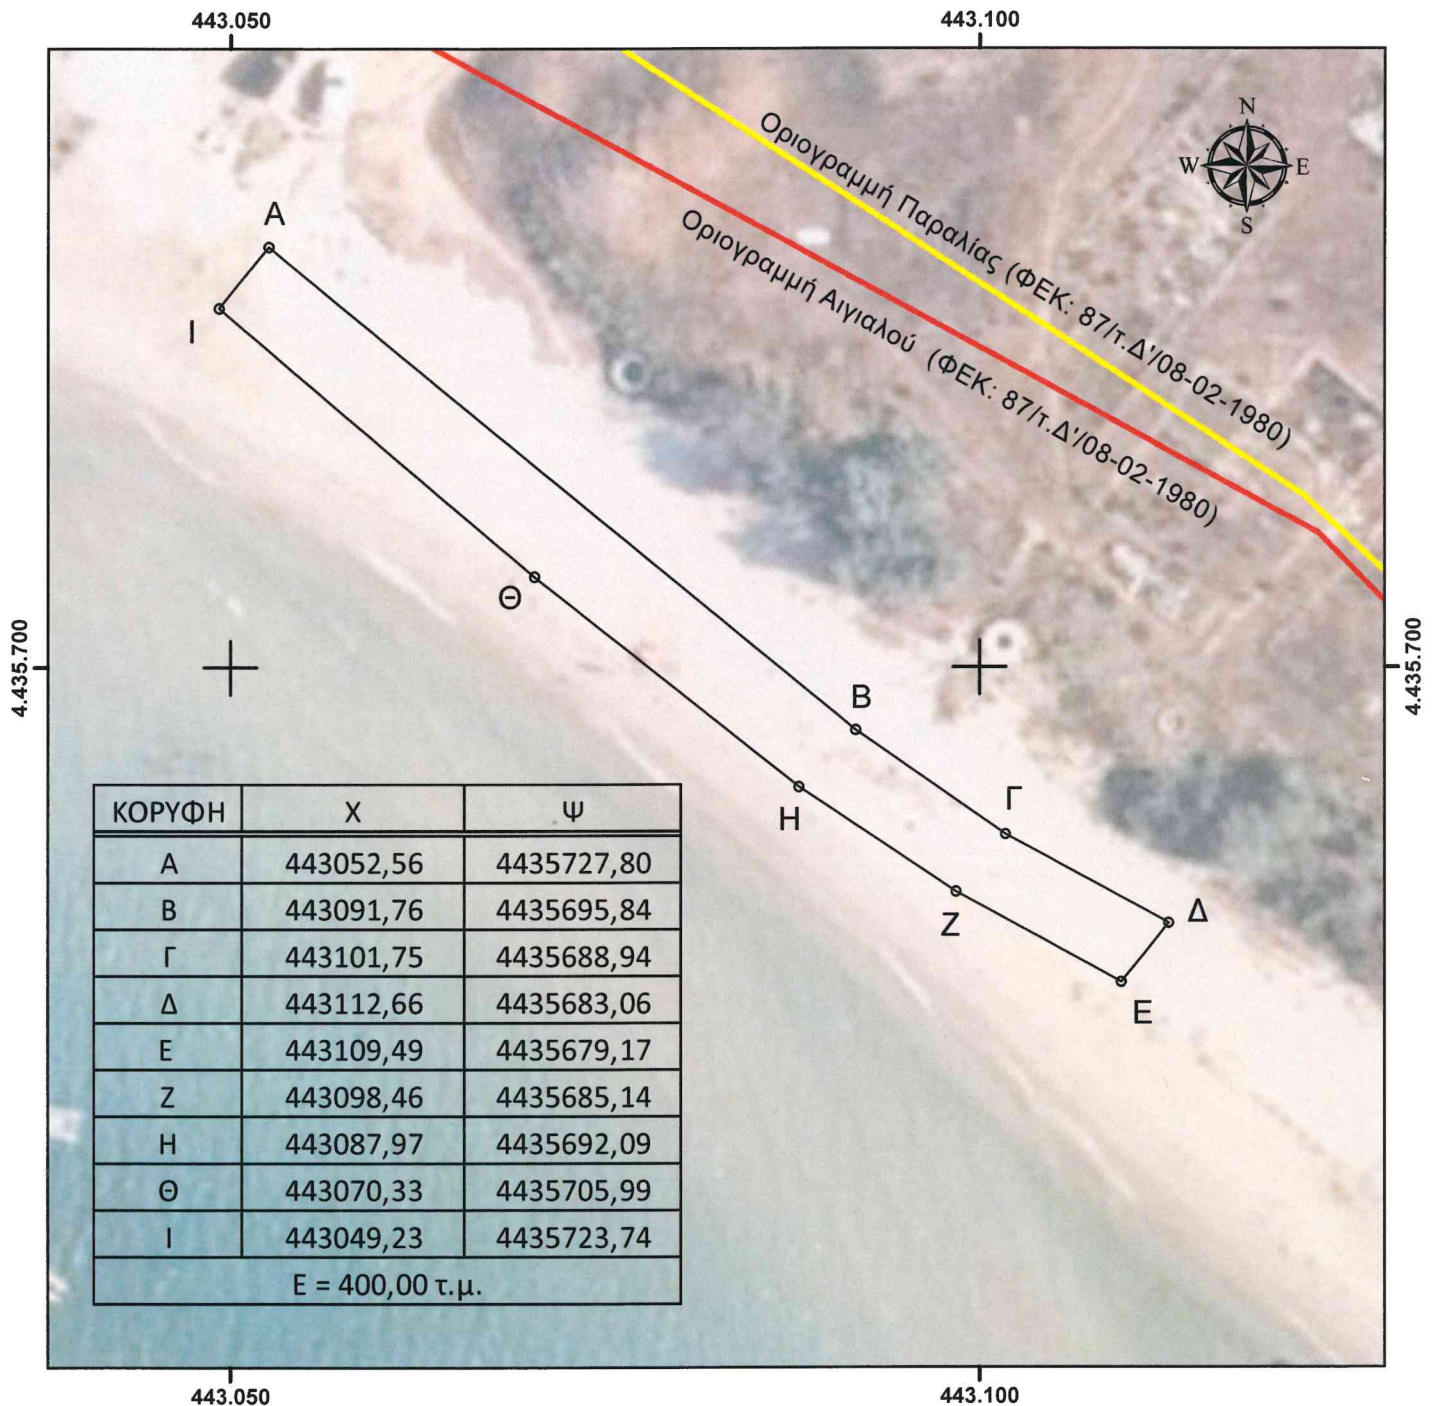 443.050 443.100
N
W E
S
Οριογραμμή Παραλίας (ΦΕΚ: 87/τ.Δ'/08-02-1980)
Οριογραμμή Αιγιαλού (ΦΕΚ: 87/τ.Δ'/08-02-1980)
Α
Ι
Θ
4.435.700 4.435.700
Β
Η
Γ
Ζ
Δ
Ε
ΚΟΡΥΦΗ Χ Ψ
Α 443052,56 4435727,80
Β 443091,76 4435695,84
Γ 443101,75 4435688,94
Δ 443112,66 4435683,06
Ε 443109,49 4435679,17
Ζ 443098,46 4435685,14
Η 443087,97 4435692,09
Θ 443070,33 4435705,99
Ι 443049,23 4435723,74
Ε = 400,00 τ.μ.
443.050 443.100